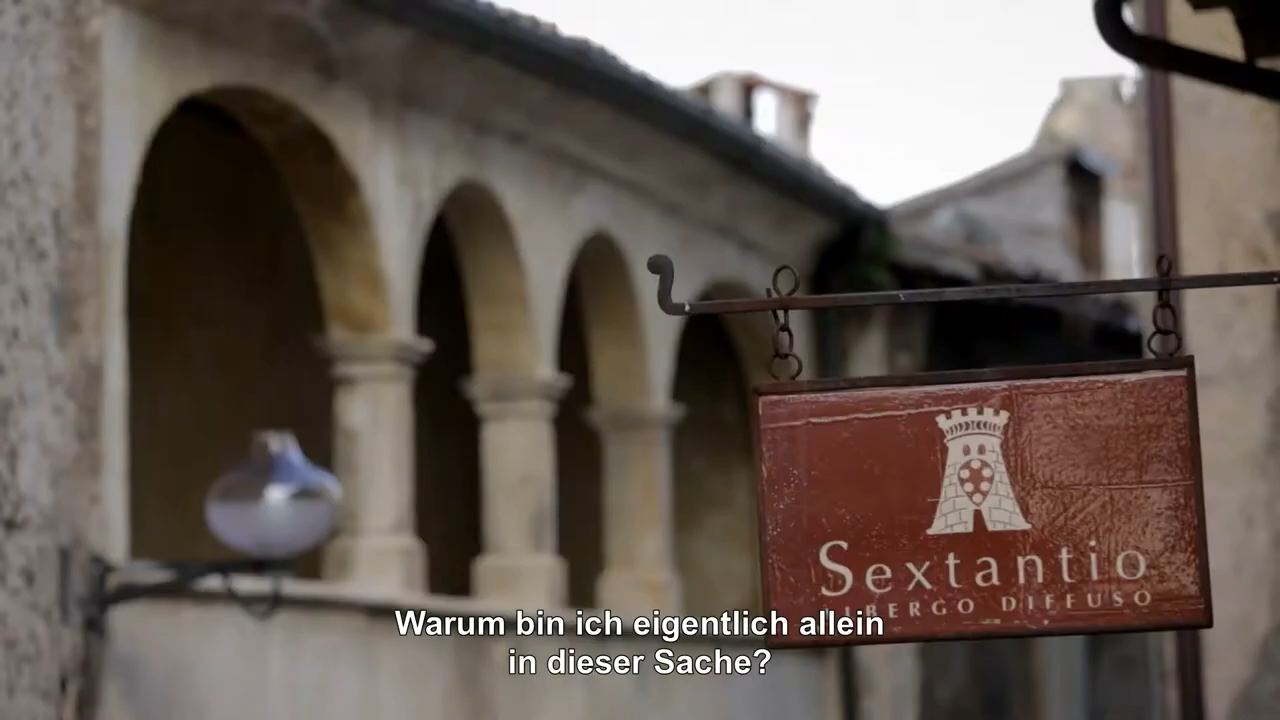 Sextantio
ALBERGO DIFFUSO
Warum bin ich eigentlich allein
in dieser Sache?